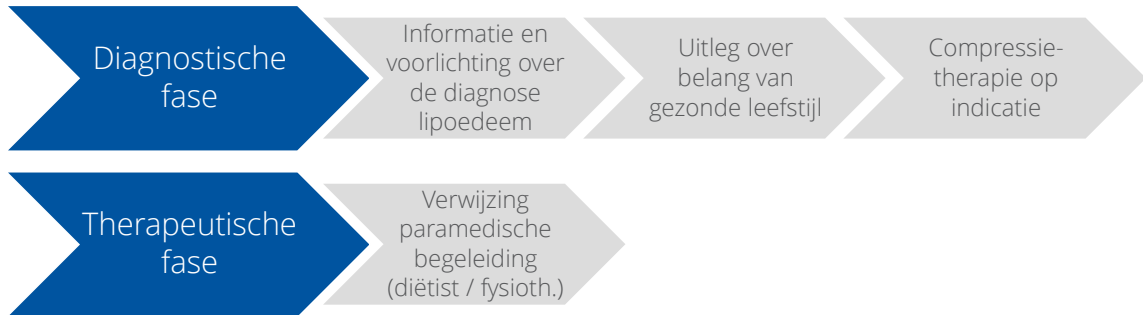 Diagnostische
fase
Informatie en
voorlichting over
de diagnose
lipoedeem
Uitleg over
belang van
gezonde leefstijl
Compressie-
therapie op
indicatie
Therapeutische
fase
Verwijzing
paramedische
begeleiding
(diëtist / fysioth.)